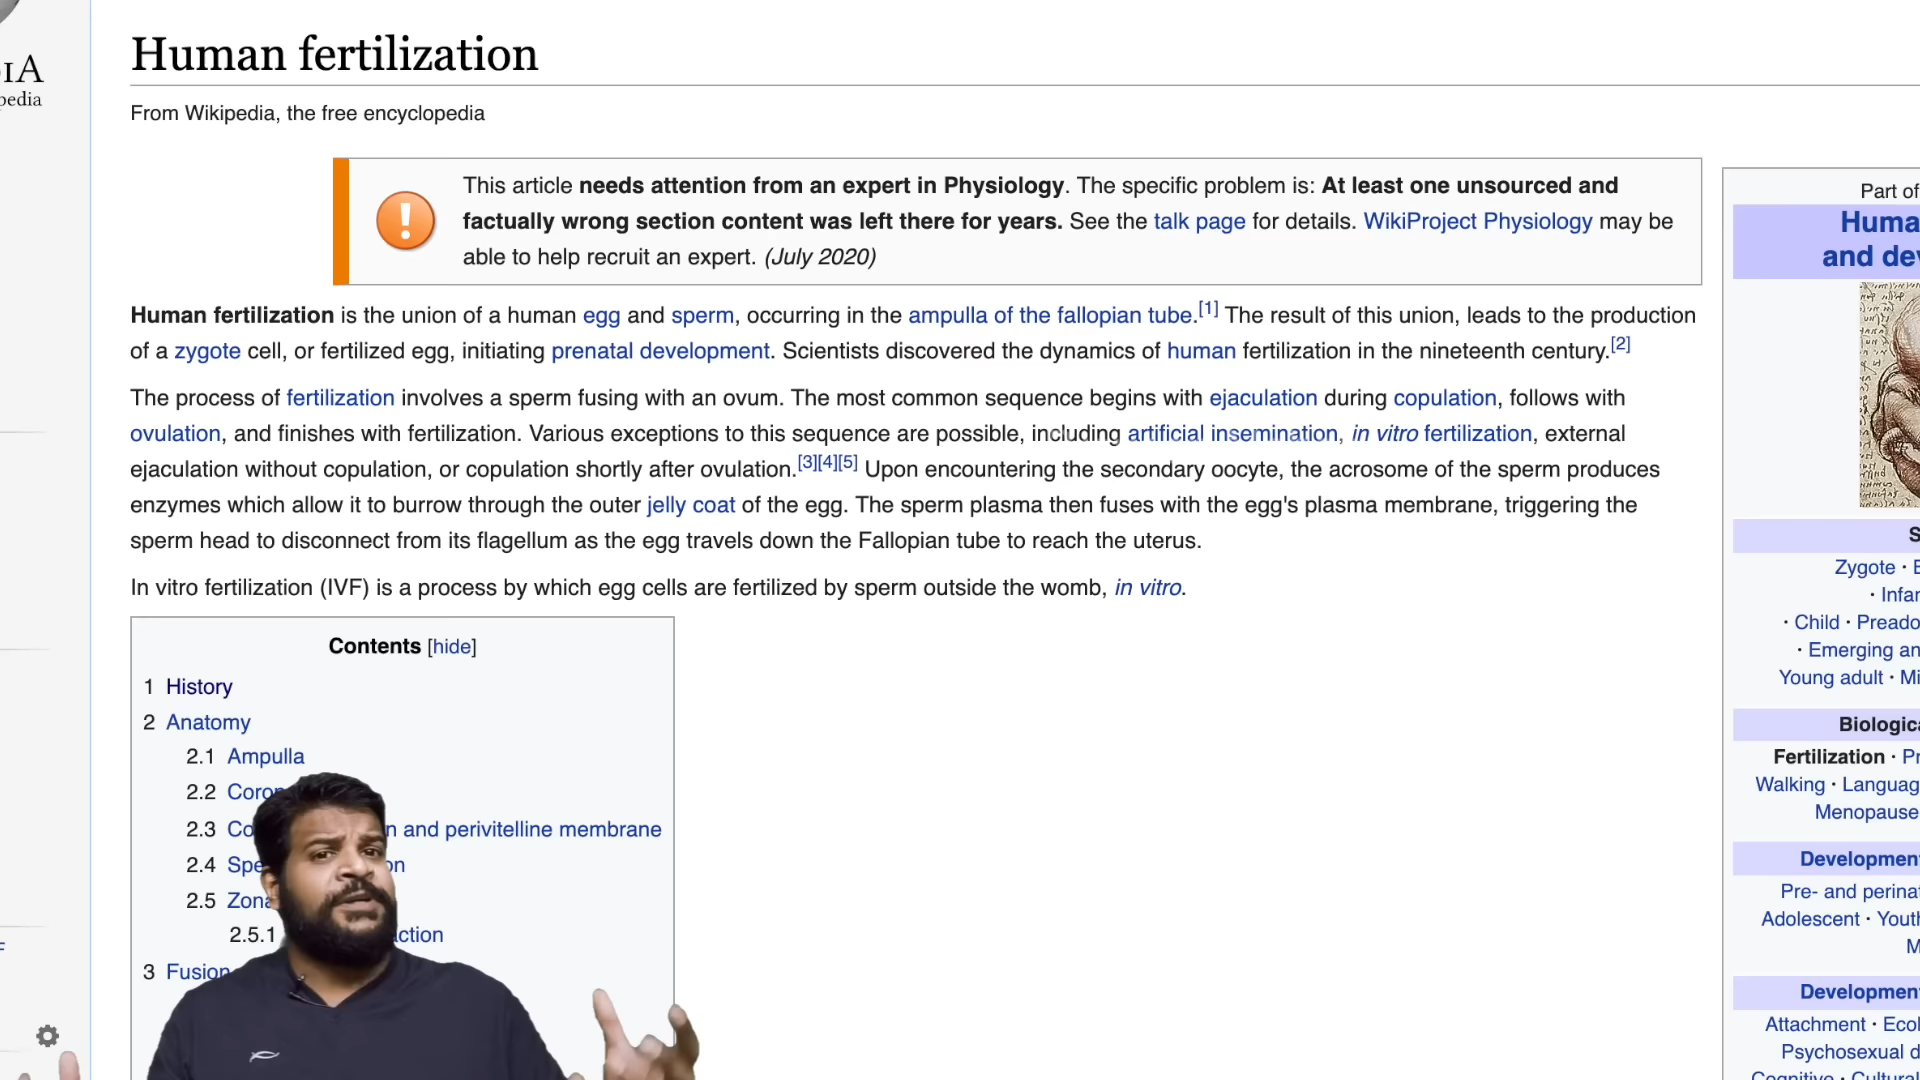 IA
pedia
Human fertilization
From Wikipedia, the free encyclopedia
This article needs attention from an expert in Physiology. The specific problem is: At least one unsourced and
factually wrong section content was left there for years. See the talk page for details. WikiProject Physiology may be
able to help recruit an expert. (July 2020)
Human fertilization is the union of a human egg and sperm, occurring in the ampulla of the fallopian tube.[1] The result of this union, leads to the production
of a zygote cell, or fertilized egg, initiating prenatal development. Scientists discovered the dynamics of human fertilization in the nineteenth century.[2]
The process of fertilization involves a sperm fusing with an ovum. The most common sequence begins with ejaculation during copulation, follows with
ovulation, and finishes with fertilization. Various exceptions to this sequence are possible, including artificial insemination, in vitro fertilization, external
ejaculation without copulation, or copulation shortly after ovulation.[3][4][5] Upon encountering the secondary oocyte, the acrosome of the sperm produces
enzymes which allow it to burrow through the outer jelly coat of the egg. The sperm plasma then fuses with the egg's plasma membrane, triggering the
sperm head to disconnect from its flagellum as the egg travels down the Fallopian tube to reach the uterus.
In vitro fertilization (IVF) is a process by which egg cells are fertilized by sperm outside the womb, in vitro.
Contents [hide]
1 History
2 Anatomy
2.1 Ampulla
2.2 Coron
2.3 Co n and perivitelline membrane
2.4 Spe on
2.5 Zona
2.5.1 ction
3 Fusion
Part of
Huma
and dev
S
Zygote · E
· Infan
· Child · Preado
· Emerging an
Young adult · Mi
Biologica
Fertilization · Pr
Walking · Languag
Menopause
Development
Pre- and perinat
Adolescent · Youth
M
Development
Attachment · Ecol
Psychosexual d
Cognitive · Cultural